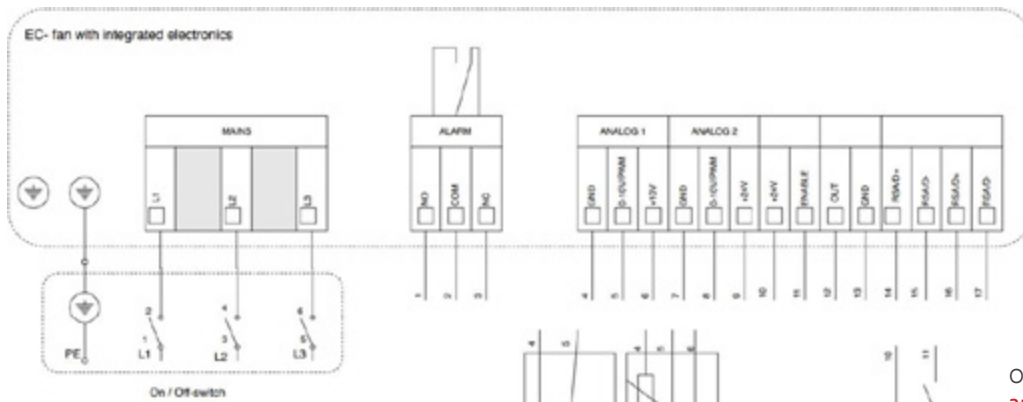 EC- fan with integrated electronics
MAINS
ALARM
ANALOG 1
ANALOG 2
L1
L2
L3
NO
COM
NC
GND
0-10V/PWM
+10V
GND
0-10V/PWM
+24V
+24V
ENABLE
OUT
GND
RSA/D+
RSA/D-
RSA/D+
RSA/D-
1
2
3
4
5
6
7
8
9
10
11
12
13
14
15
16
17
2
4
6
1
3
5
PE
L1
L2
L3
On / Off-switch
4
5
4
5
6
10
11